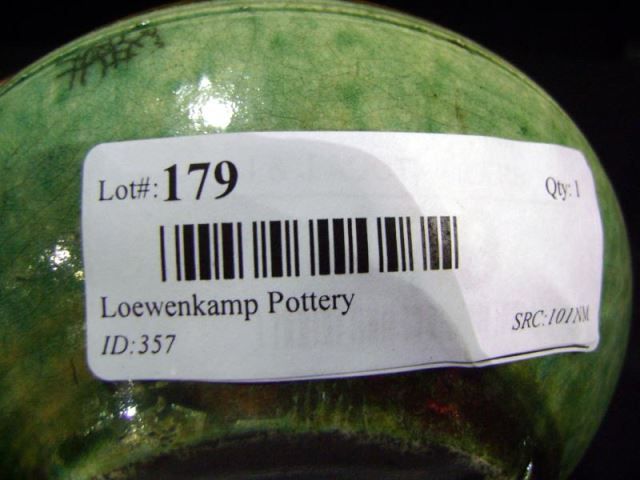 Lot#: 179
Qty: 1
Loewenkamp Pottery
ID:357
SRC:101NM